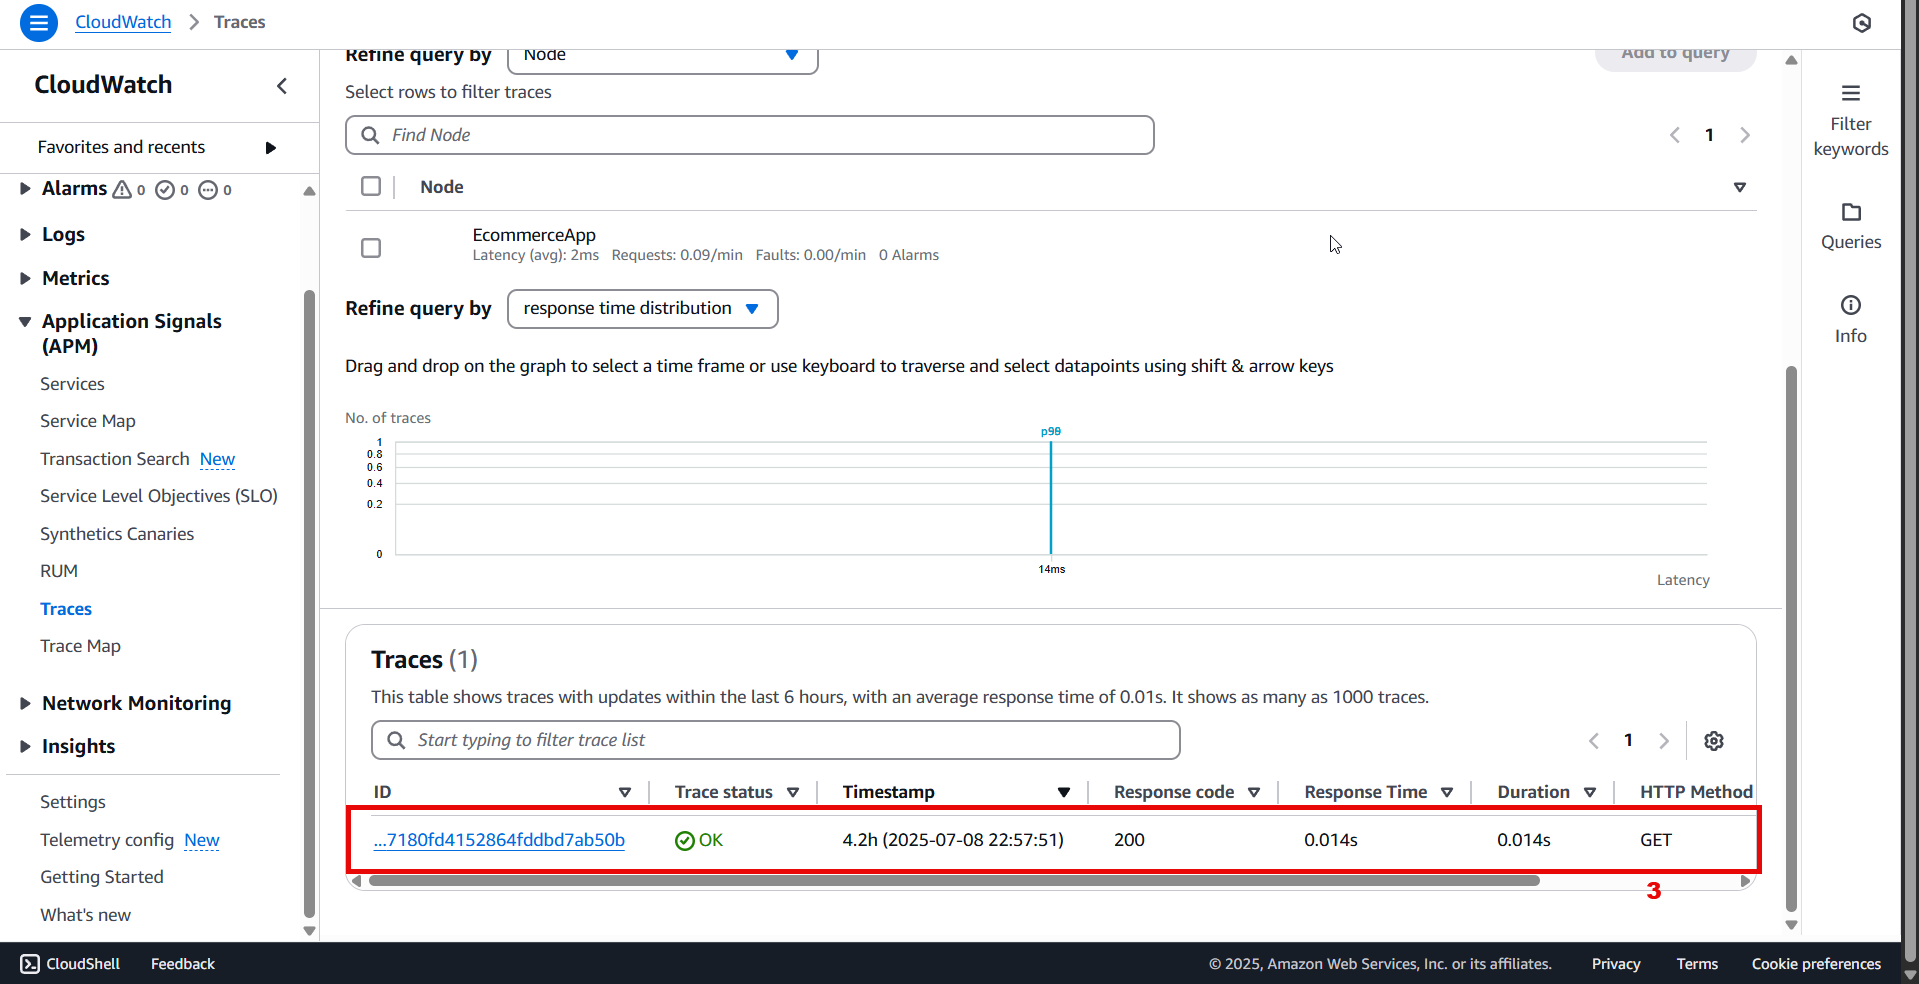 CloudWatch > Traces
CloudWatch
Favorites and recents
Alarms 0 0 0
Logs
Metrics
Application Signals
(APM)
Services
Service Map
Transaction Search New
Service Level Objectives (SLO)
Synthetics Canaries
RUM
Traces
Trace Map
Network Monitoring
Insights
Settings
Telemetry config New
Getting Started
What's new
Refine query by Node
Add to query
Select rows to filter traces
Find Node
1
Node
EcommerceApp
Latency (avg): 2ms Requests: 0.09/min Faults: 0.00/min 0 Alarms
Refine query by response time distribution
Drag and drop on the graph to select a time frame or use keyboard to traverse and select datapoints using shift & arrow keys
No. of traces
1
0.8
0.6
0.4
0.2
0
14ms
Latency
Traces (1)
This table shows traces with updates within the last 6 hours, with an average response time of 0.01s. It shows as many as 1000 traces.
Start typing to filter trace list
1
ID Trace status Timestamp Response code Response Time Duration HTTP Method
...7180fd4152864fddbd7ab50b OK 4.2h (2025-07-08 22:57:51) 200 0.014s 0.014s GET
3
Filter
keywords
Queries
Info
CloudShell Feedback © 2025, Amazon Web Services, Inc. or its affiliates. Privacy Terms Cookie preferences